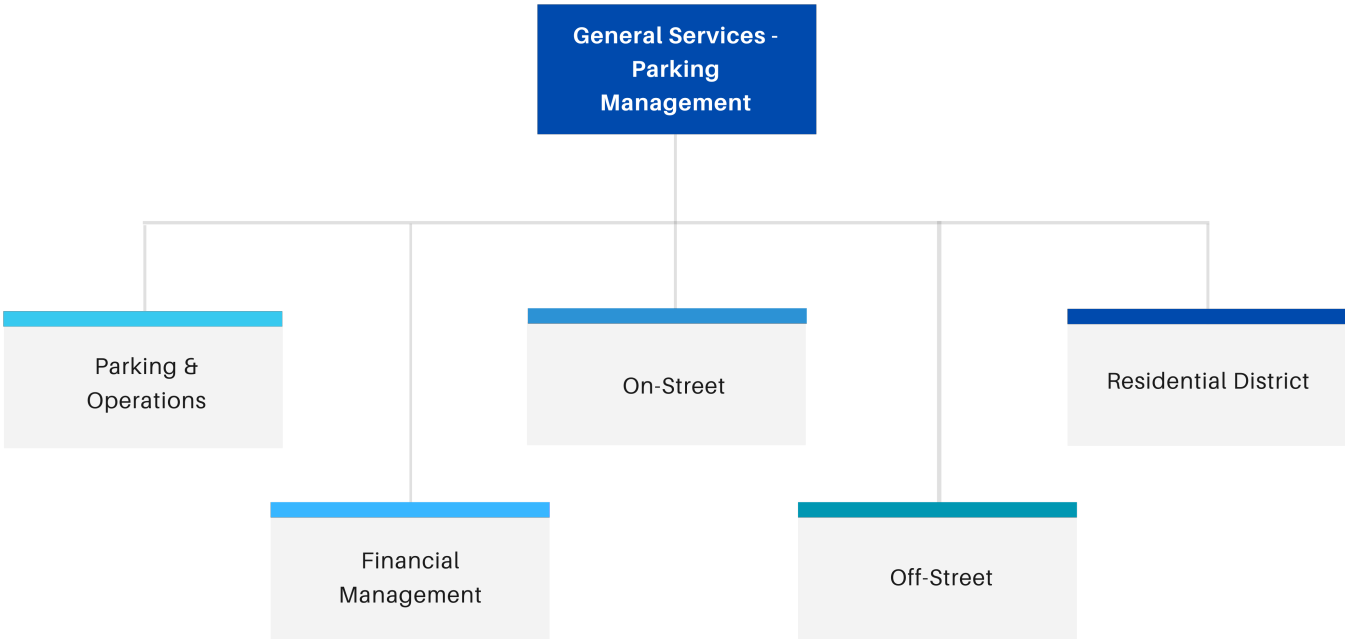 General Services -
Parking
Management
Parking &
Operations
On-Street
Residential District
Financial
Management
Off-Street